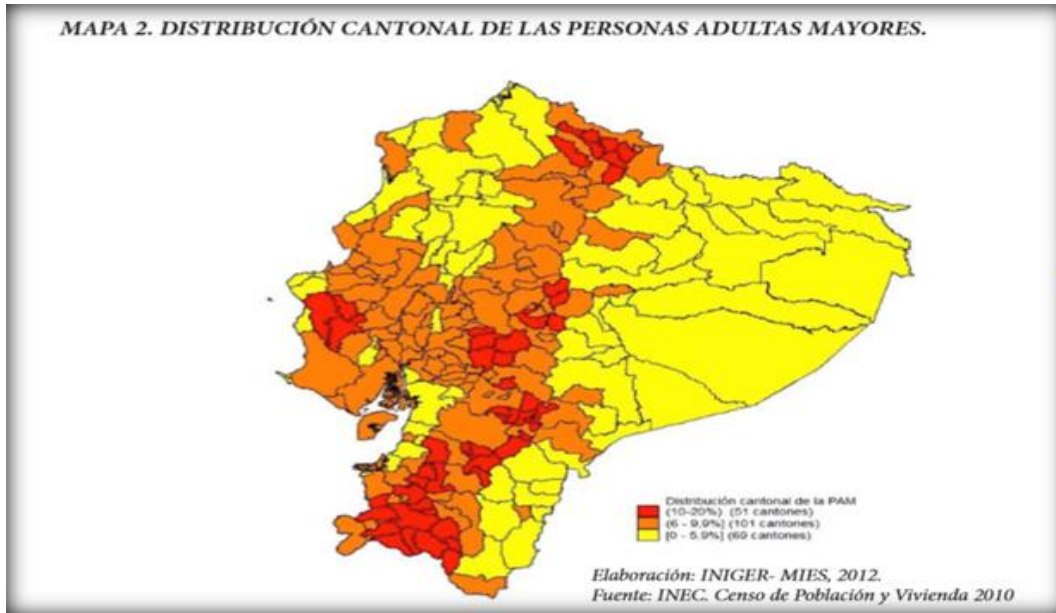 MAPA 2. DISTRIBUCIÓN CANTONAL DE LAS PERSONAS ADULTAS MAYORES.
Distribución cantonal de la PAM
(10-20%) (51 cantones)
(6 - 9,9%] (101 cantones)
[0 - 5,9%] (69 cantones)
Elaboración: INIGER- MIES, 2012.
Fuente: INEC. Censo de Población y Vivienda 2010